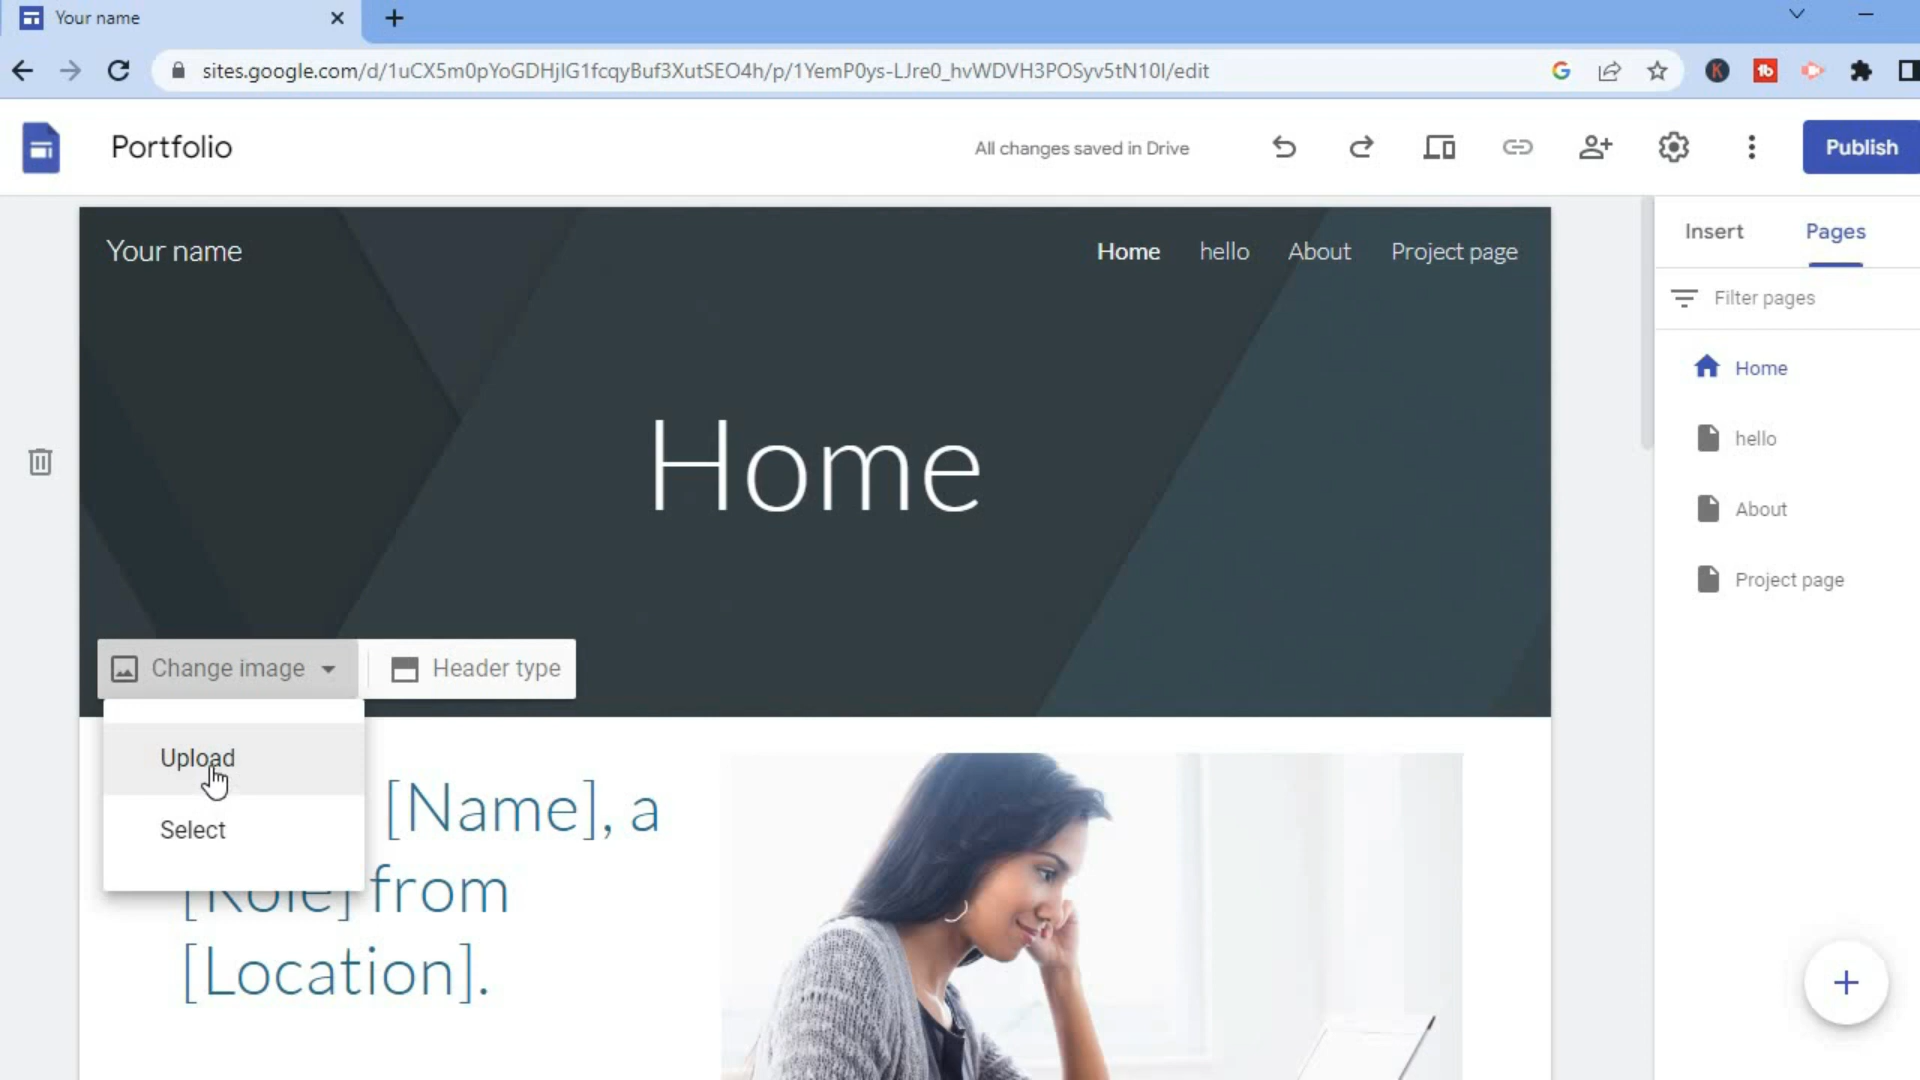 Your name
sites.google.com/d/1uCX5m0pYoGDHjIG1fcqyBuf3XutSEO4h/p/1YemP0ys-LJre0_hvWDVH3POSyv5tN10I/edit
Portfolio
All changes saved in Drive
Publish
Your name
Home hello About Project page
Home
Change image
Header type
Upload
Select
[Name], a
[Role] from
[Location].
Insert Pages
Filter pages
Home
hello
About
Project page